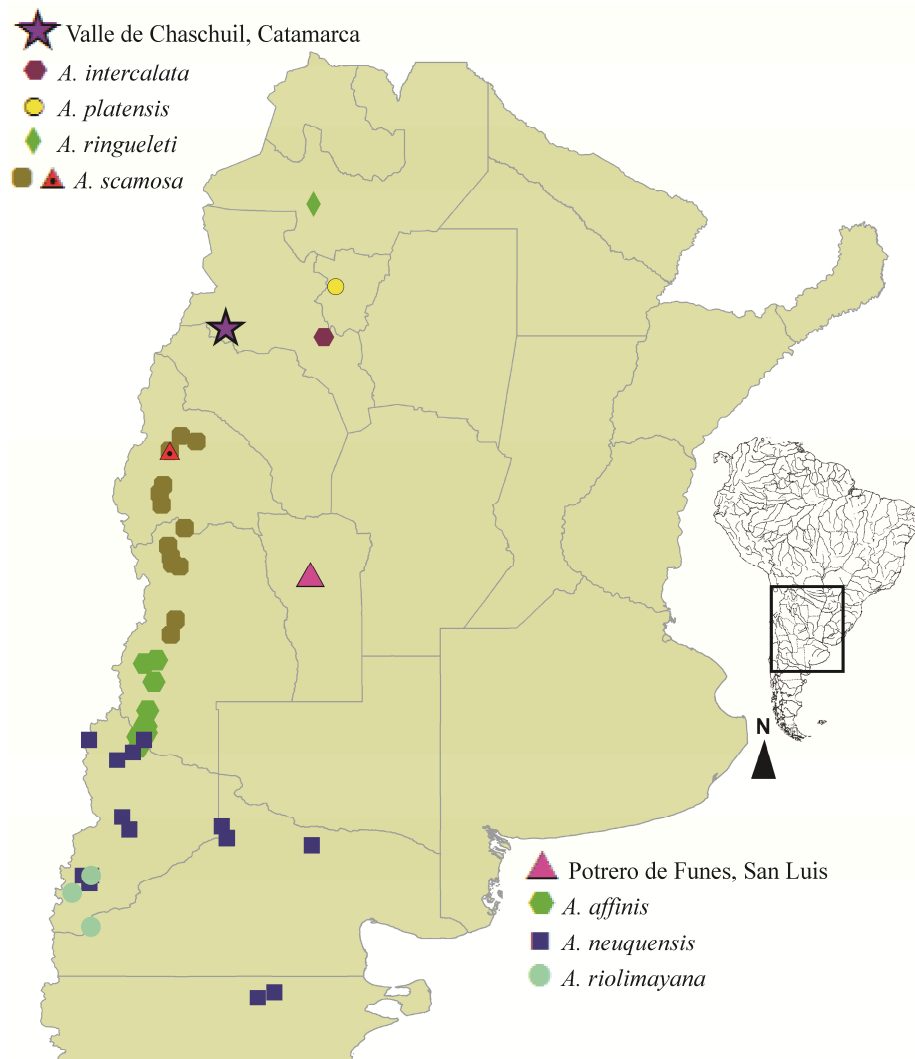 Valle de Chaschuil, Catamarca
A. intercalata
A. platensis
A. ringueleti
A. scamosa
N
Potrero de Funes, San Luis
A. affinis
A. neuquensis
A. riolimayana